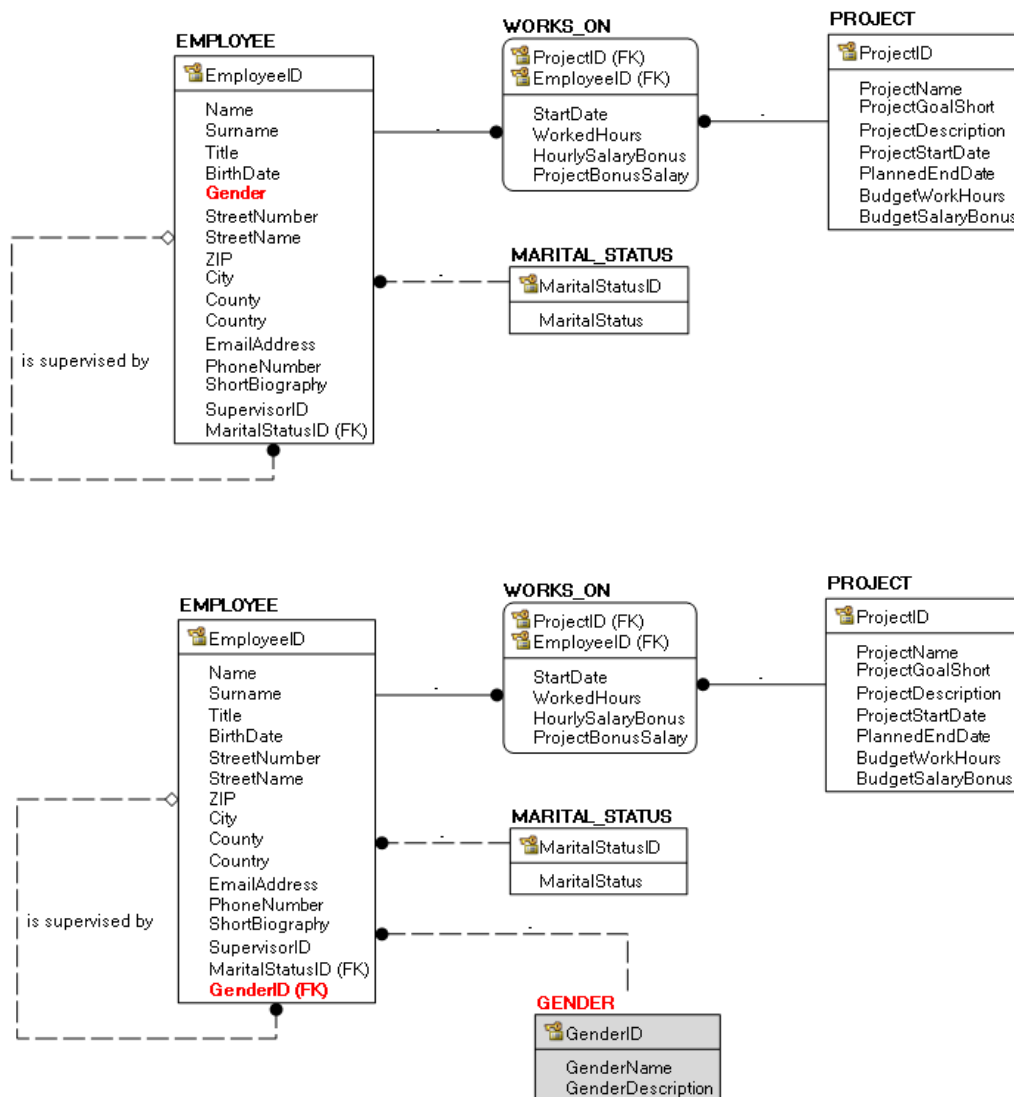 PROJECT
WORKS_ON
EMPLOYEE
ProjectID (FK)
EmployeeID (FK)
ProjectID
EmployeeID
StartDate
WorkedHours
HourlySalaryBonus
ProjectBonusSalary
ProjectName
ProjectGoalShort
ProjectDescription
ProjectStartDate
PlannedEndDate
BudgetWorkHours
BudgetSalaryBonus
Name
Surname
Title
BirthDate
Gender
StreetNumber
StreetName
ZIP
City
County
Country
EmailAddress
PhoneNumber
ShortBiography
SupervisorID
MaritalStatusID (FK)
MARITAL_STATUS
MaritalStatusID
MaritalStatus
is supervised by
PROJECT
WORKS_ON
EMPLOYEE
ProjectID (FK)
EmployeeID (FK)
ProjectID
EmployeeID
StartDate
WorkedHours
HourlySalaryBonus
ProjectBonusSalary
ProjectName
ProjectGoalShort
ProjectDescription
ProjectStartDate
PlannedEndDate
BudgetWorkHours
BudgetSalaryBonus
Name
Surname
Title
BirthDate
StreetNumber
StreetName
ZIP
City
County
Country
EmailAddress
PhoneNumber
ShortBiography
SupervisorID
MaritalStatusID (FK)
GenderID (FK)
MARITAL_STATUS
MaritalStatusID
MaritalStatus
is supervised by
GENDER
GenderID
GenderName
GenderDescription